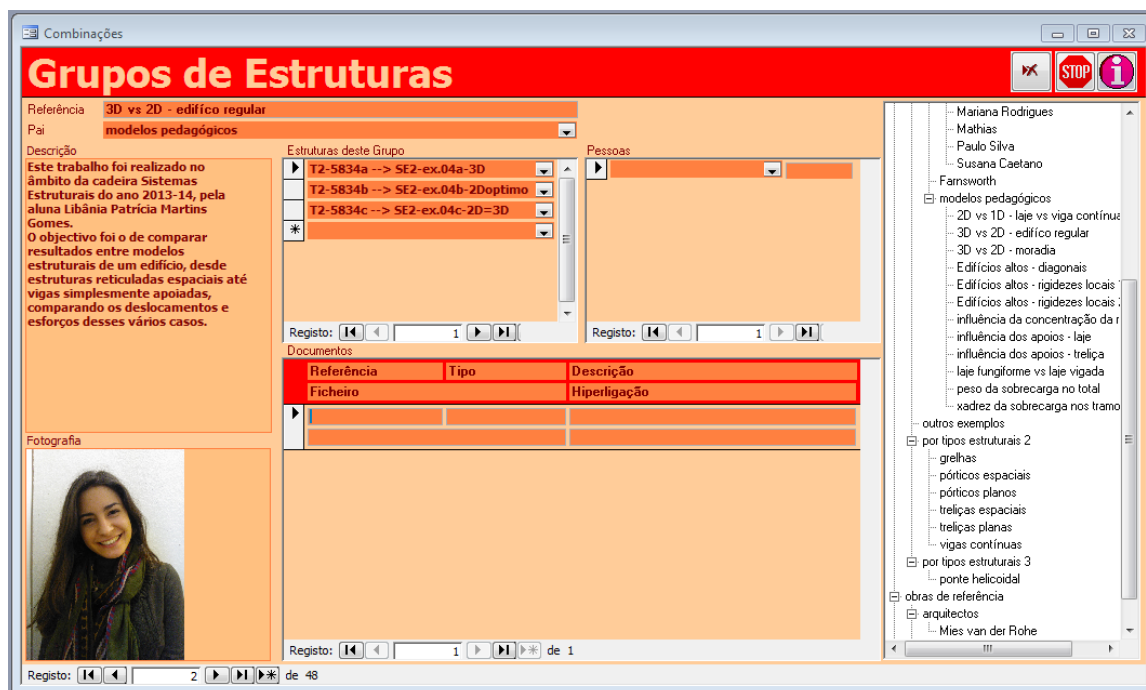 Combinações
Grupos de Estruturas
STOP
Referência 3D vs 2D - edifíco regular
Pai modelos pedagógicos
Descrição
Este trabalho foi realizado no
âmbito da cadeira Sistemas
Estruturais do ano 2013-14, pela
aluna Libânia Patrícia Martins
Gomes.
O objectivo foi o de comparar
resultados entre modelos
estruturais de um edifício, desde
estruturas reticuladas espaciais até
vigas simplesmente apoiadas,
comparando os deslocamentos e
esforços desses vários casos.
Fotografia
Estruturas deste Grupo
T2-5834a --> SE2-ex.04a-3D
T2-5834b --> SE2-ex.04b-2Doptimo
T2-5834c --> SE2-ex.04c-2D=3D
Registo: 1
Pessoas
Registo: 1
Documentos
Referência Tipo Descrição
Ficheiro Hiperligação
Registo: 1 de 1
Mariana Rodrigues
Mathias
Paulo Silva
Susana Caetano
Farnsworth
modelos pedagógicos
2D vs 1D - laje vs viga contínua
3D vs 2D - edifíco regular
3D vs 2D - moradia
Edifícios altos - diagonais
Edifícios altos - rigidezes locais
Edifícios altos - rigidezes locais
influência da concentração da r
influência dos apoios - laje
influência dos apoios - treliça
laje fungiforme vs laje vigada
peso da sobrecarga no total
xadrez da sobrecarga nos tramo
outros exemplos
por tipos estruturais 2
grelhas
pórticos espaciais
pórticos planos
treliças espaciais
treliças planas
vigas contínuas
por tipos estruturais 3
ponte helicoidal
obras de referência
arquitectos
Mies van der Rohe
Registo: 2 de 48